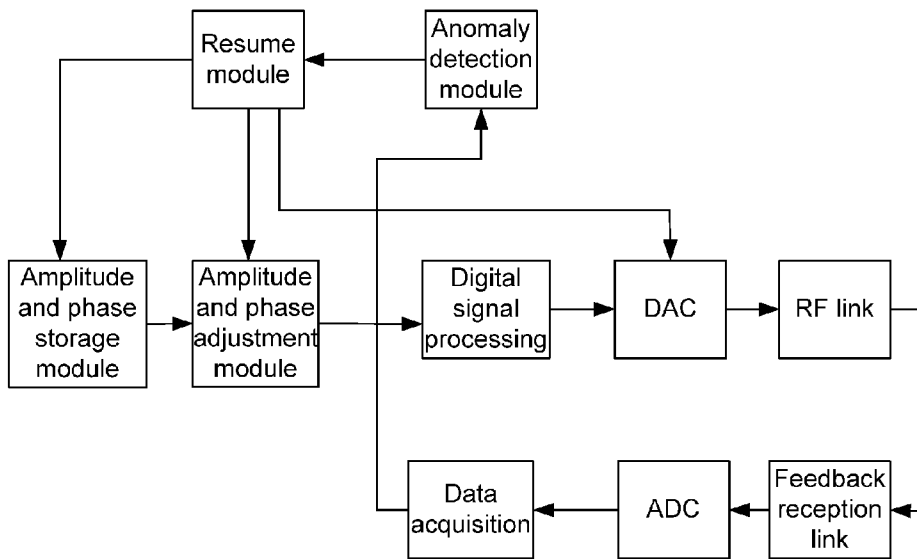 Resume
module
Anomaly
detection
module
Amplitude
and phase
storage
module
Amplitude
and phase
adjustment
module
Digital
signal
processing
DAC
RF link
Data
acquisition
ADC
Feedback
reception
link